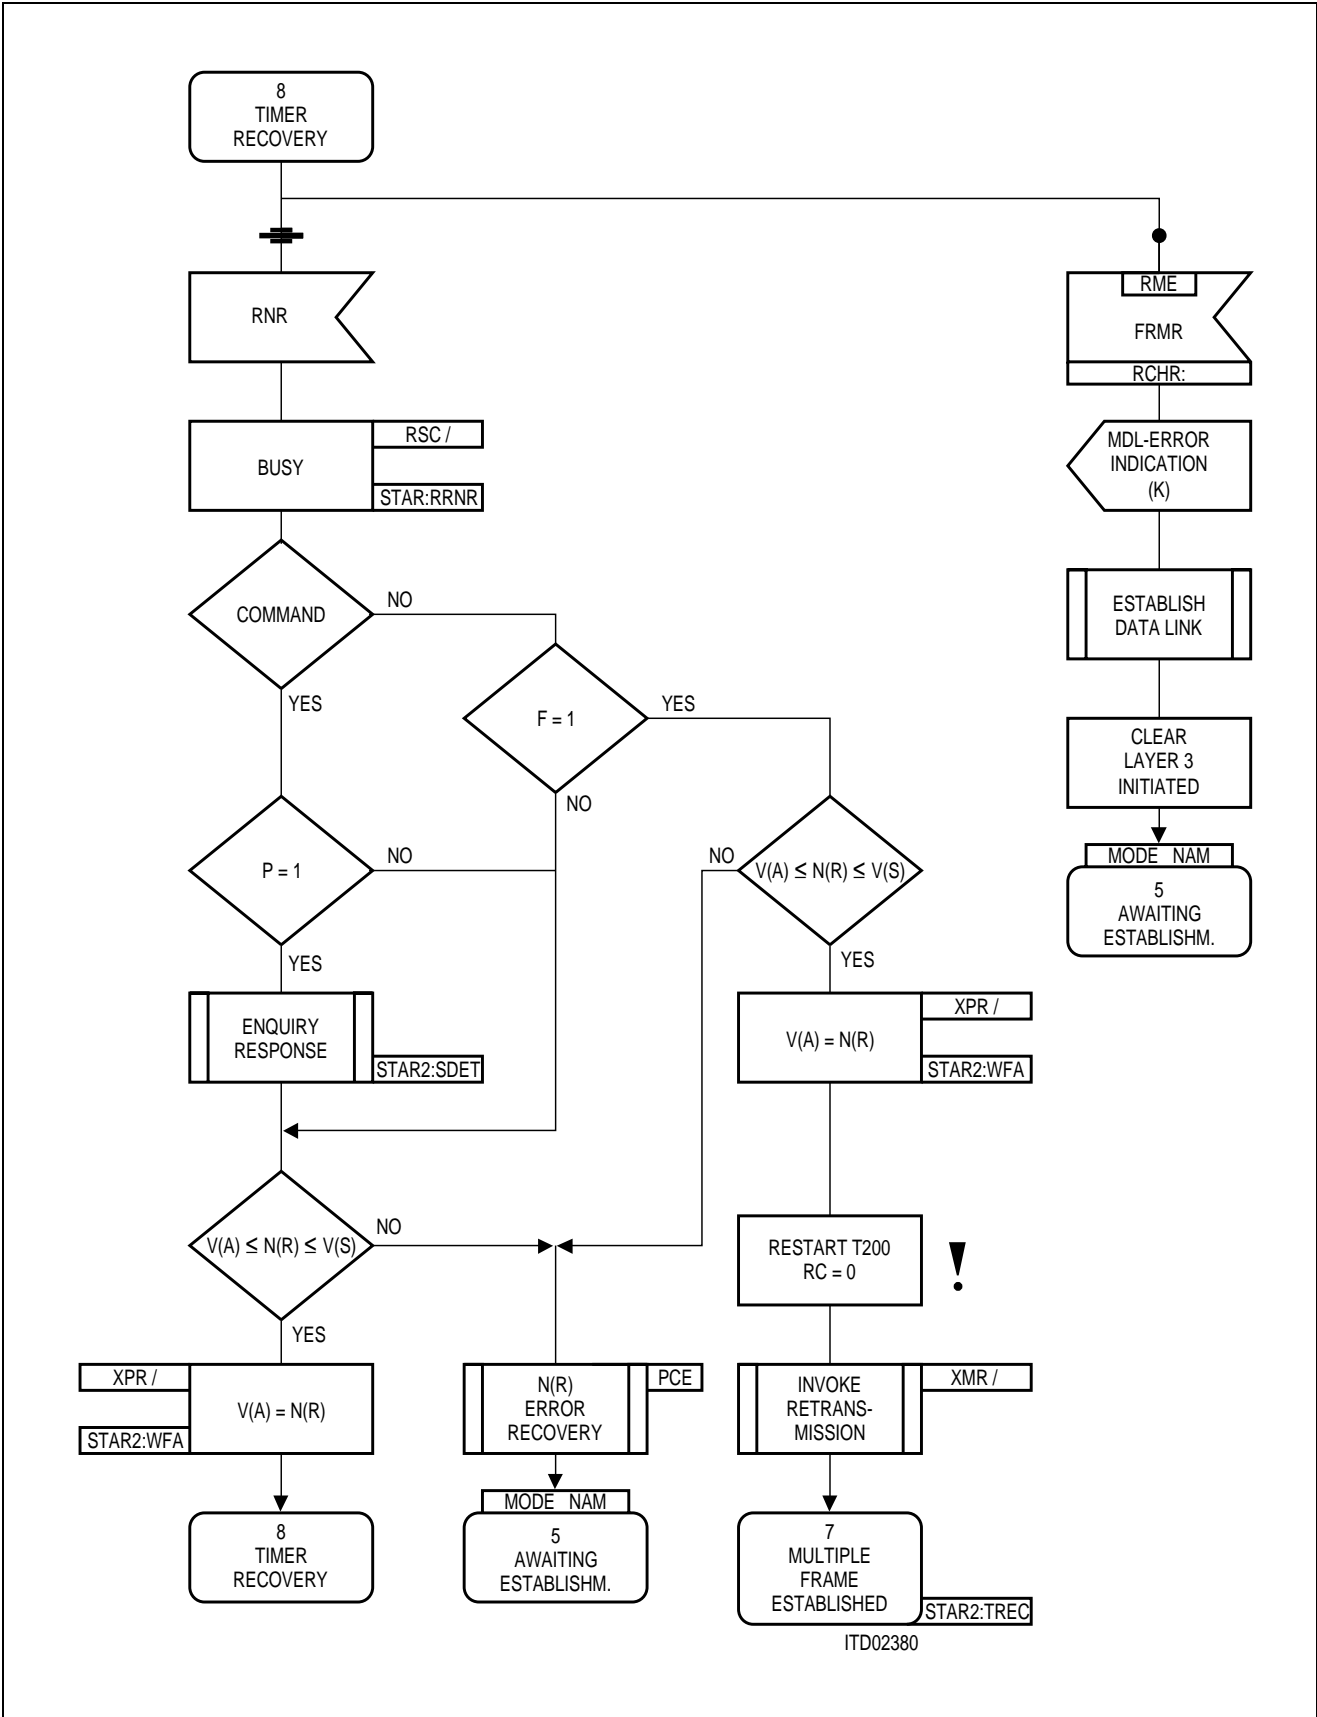 8
TIMER
RECOVERY
RNR
RME
FRMR
RCHR:
BUSY
RSC /
STAR:RRNR
MDL-ERROR
INDICATION
(K)
COMMAND
NO
YES
F = 1
YES
NO
ESTABLISH
DATA LINK
CLEAR
LAYER 3
INITIATED
P = 1
NO
YES
NO
V(A) ≤ N(R) ≤ V(S)
YES
MODE NAM
5
AWAITING
ESTABLISHM.
ENQUIRY
RESPONSE
STAR2:SDET
V(A) = N(R)
XPR /
STAR2:WFA
V(A) ≤ N(R) ≤ V(S)
NO
YES
RESTART T200
RC = 0
!
XPR /
STAR2:WFA
V(A) = N(R)
N(R)
ERROR
RECOVERY
PCE
INVOKE
RETRANS-
MISSION
XMR /
8
TIMER
RECOVERY
MODE NAM
5
AWAITING
ESTABLISHM.
7
MULTIPLE
FRAME
ESTABLISHED
STAR2:TREC
ITD02380